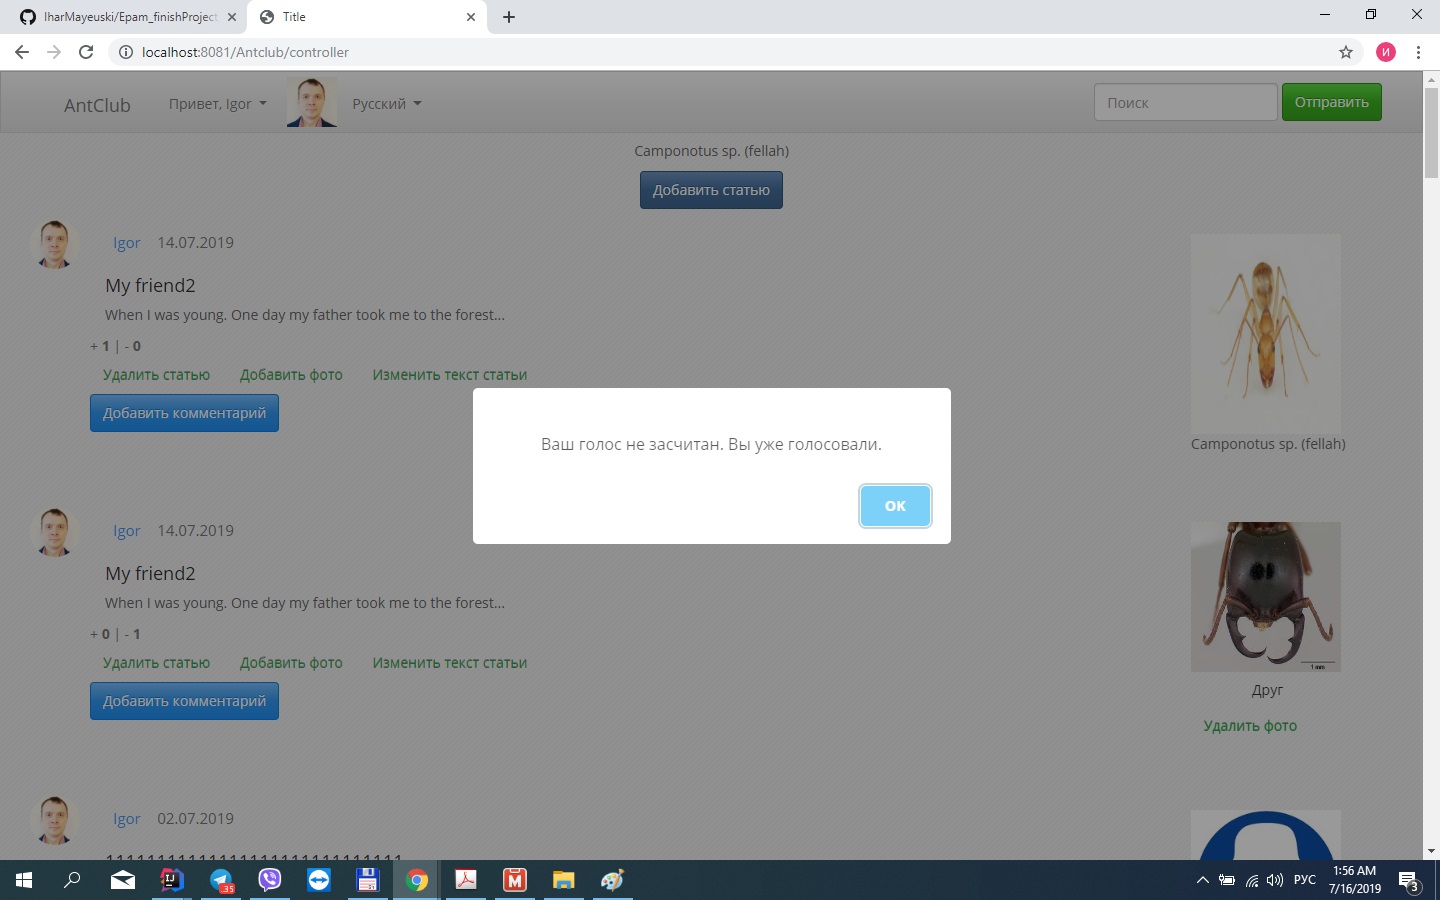 IharMayeuski/Epam_finishProject
Title
localhost:8081/Antclub/controller
И
AntClub
Привет, Igor
Русский
Поиск
Отправить
Camponotus sp. (fellah)
Добавить статью
Igor 14.07.2019
My friend2
When I was young. One day my father took me to the forest...
+ 1 | - 0
Удалить статью Добавить фото Изменить текст статьи
Добавить комментарий
Camponotus sp. (fellah)
Ваш голос не засчитан. Вы уже голосовали.
OK
Igor 14.07.2019
My friend2
When I was young. One day my father took me to the forest...
+ 0 | - 1
Удалить статью Добавить фото Изменить текст статьи
Добавить комментарий
1 mm
Друг
Удалить фото
Igor 02.07.2019
35
РУС
1:56 AM
7/16/2019
3